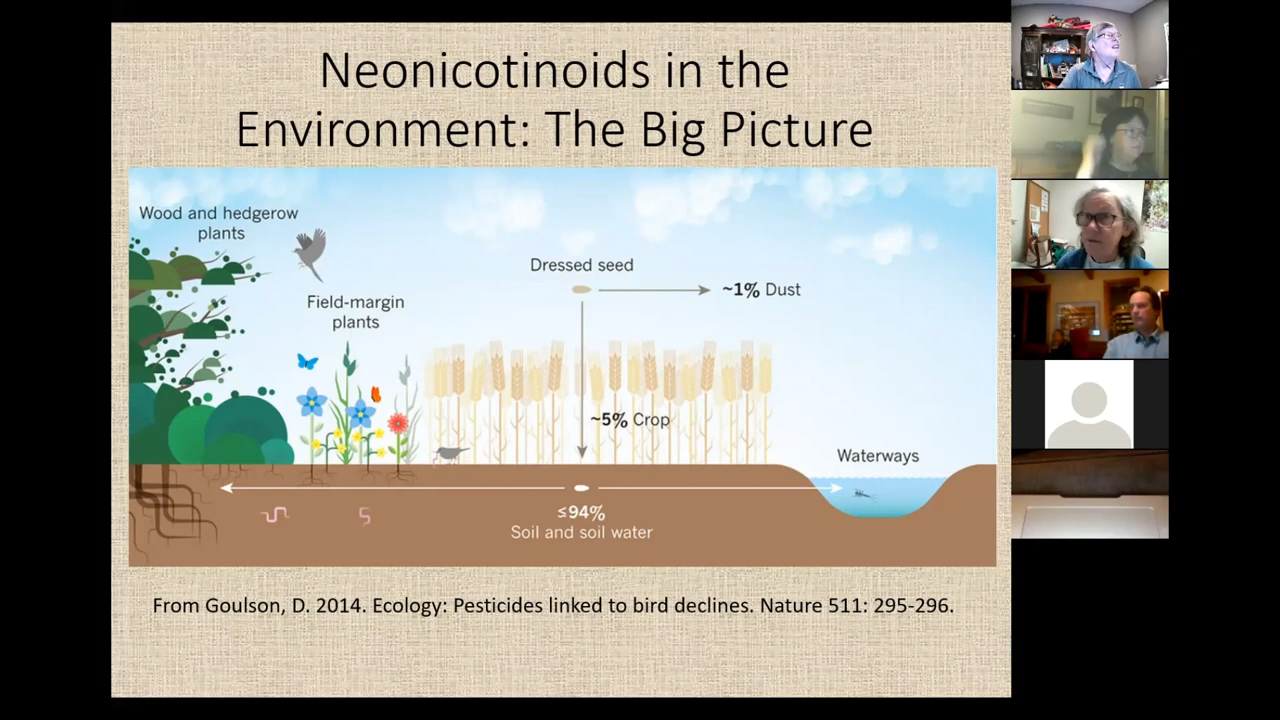 Neonicotinoids in the
Environment: The Big Picture
Wood and hedgerow
plants
Field-margin
plants
Dressed seed
~1% Dust
~5% Crop
Waterways
≤94%
Soil and soil water
From Goulson, D. 2014. Ecology: Pesticides linked to bird declines. Nature 511: 295-296.